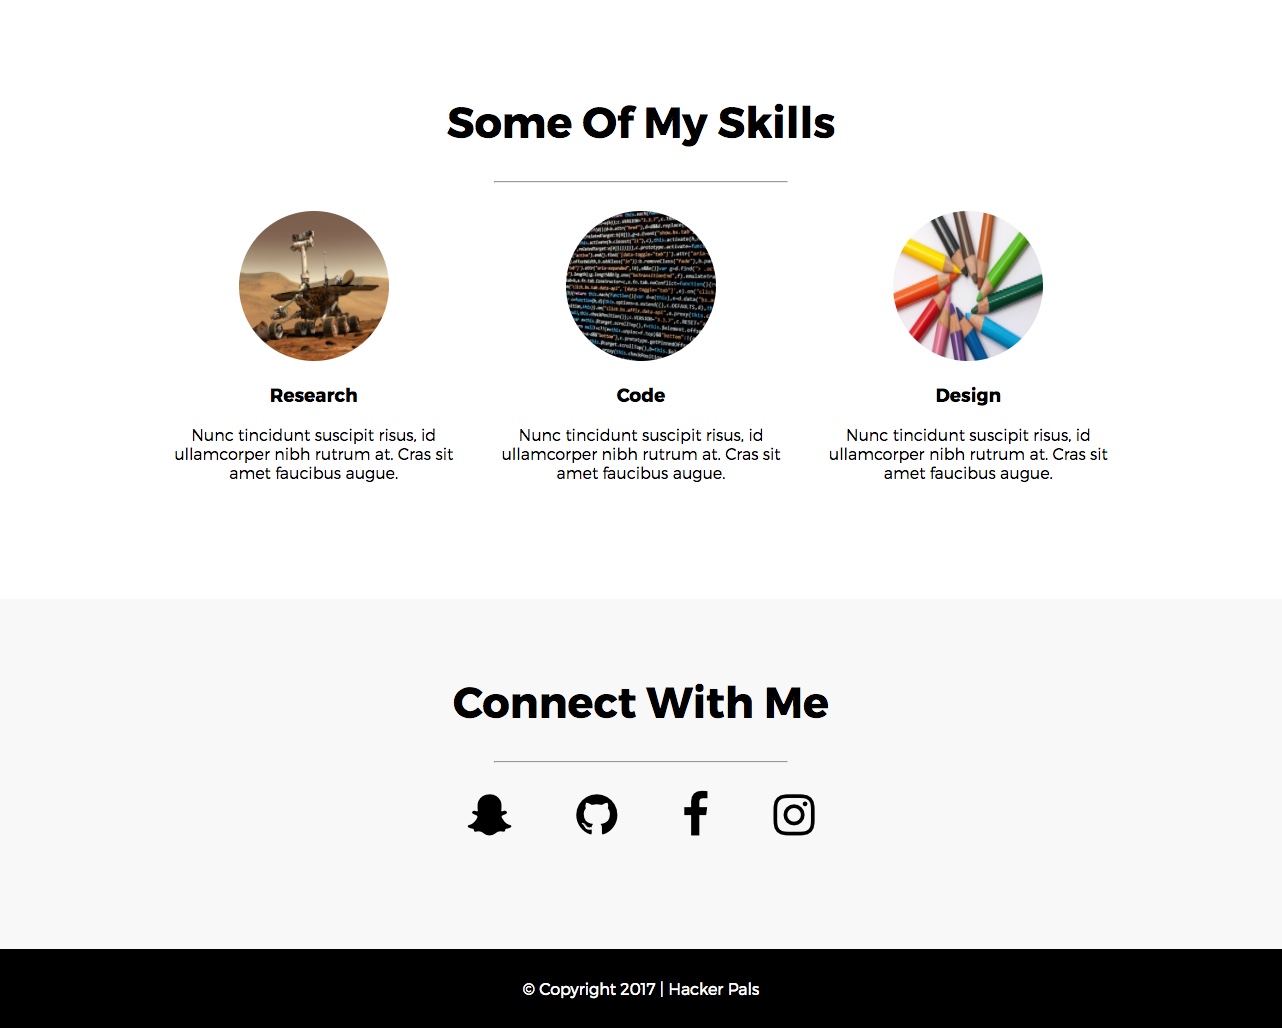 Some Of My Skills
Research
Nunc tincidunt suscipit risus, id
ullamcorper nibh rutrum at. Cras sit
amet faucibus augue.
Code
Nunc tincidunt suscipit risus, id
ullamcorper nibh rutrum at. Cras sit
amet faucibus augue.
Design
Nunc tincidunt suscipit risus, id
ullamcorper nibh rutrum at. Cras sit
amet faucibus augue.
Connect With Me
© Copyright 2017 | Hacker Pals